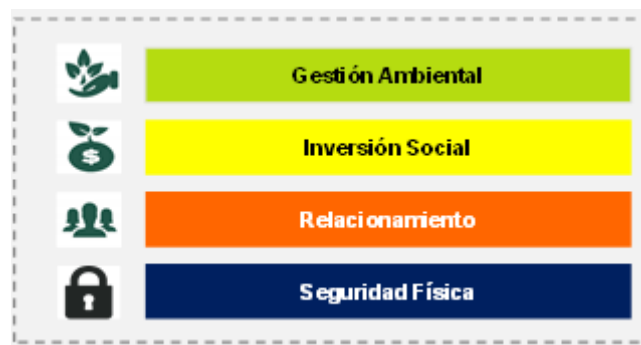 Gestión Ambiental
$
Inversión Social
Relacionamiento
Seguridad Física